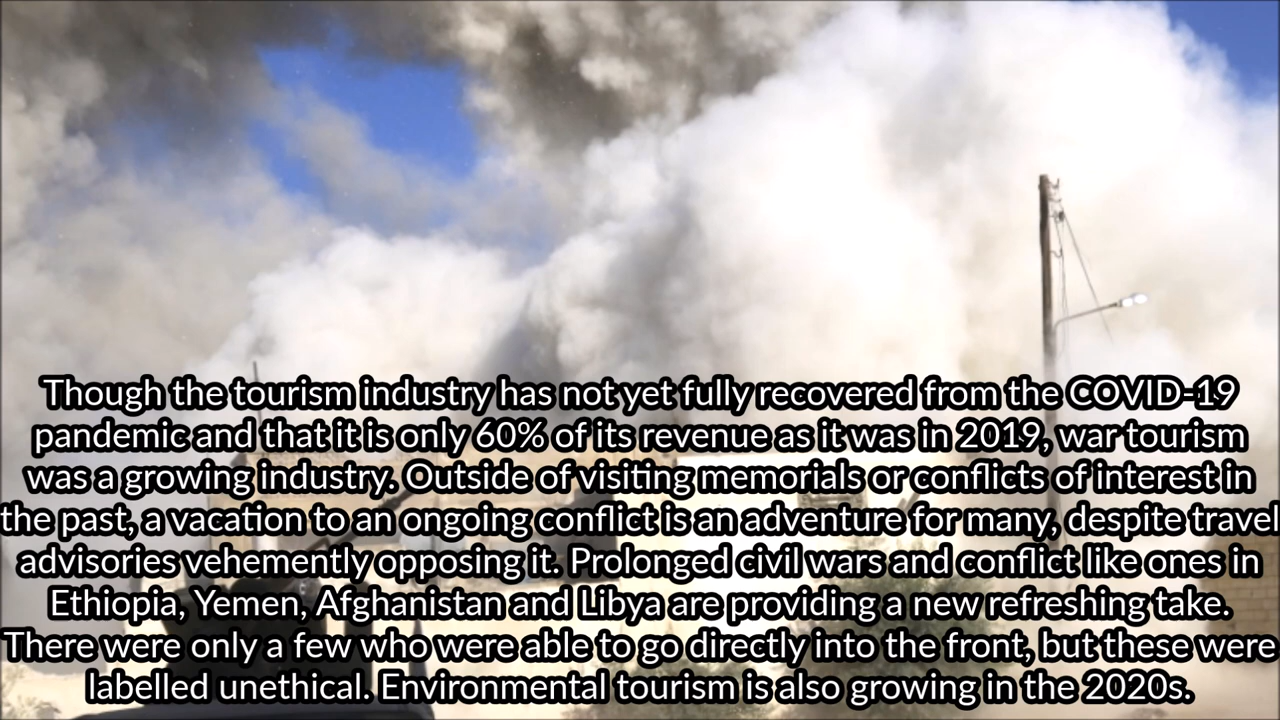 Though the tourism industry has not yet fully recovered from the COVID-19
pandemic and that it is only 60% of its revenue as it was in 2019, war tourism
was a growing industry. Outside of visiting memorials or conflicts of interest in
the past, a vacation to an ongoing conflict is an adventure for many, despite travel
advisories vehemently opposing it. Prolonged civil wars and conflict like ones in
Ethiopia, Yemen, Afghanistan and Libya are providing a new refreshing take.
There were only a few who were able to go directly into the front, but these were
labelled unethical. Environmental tourism is also growing in the 2020s.